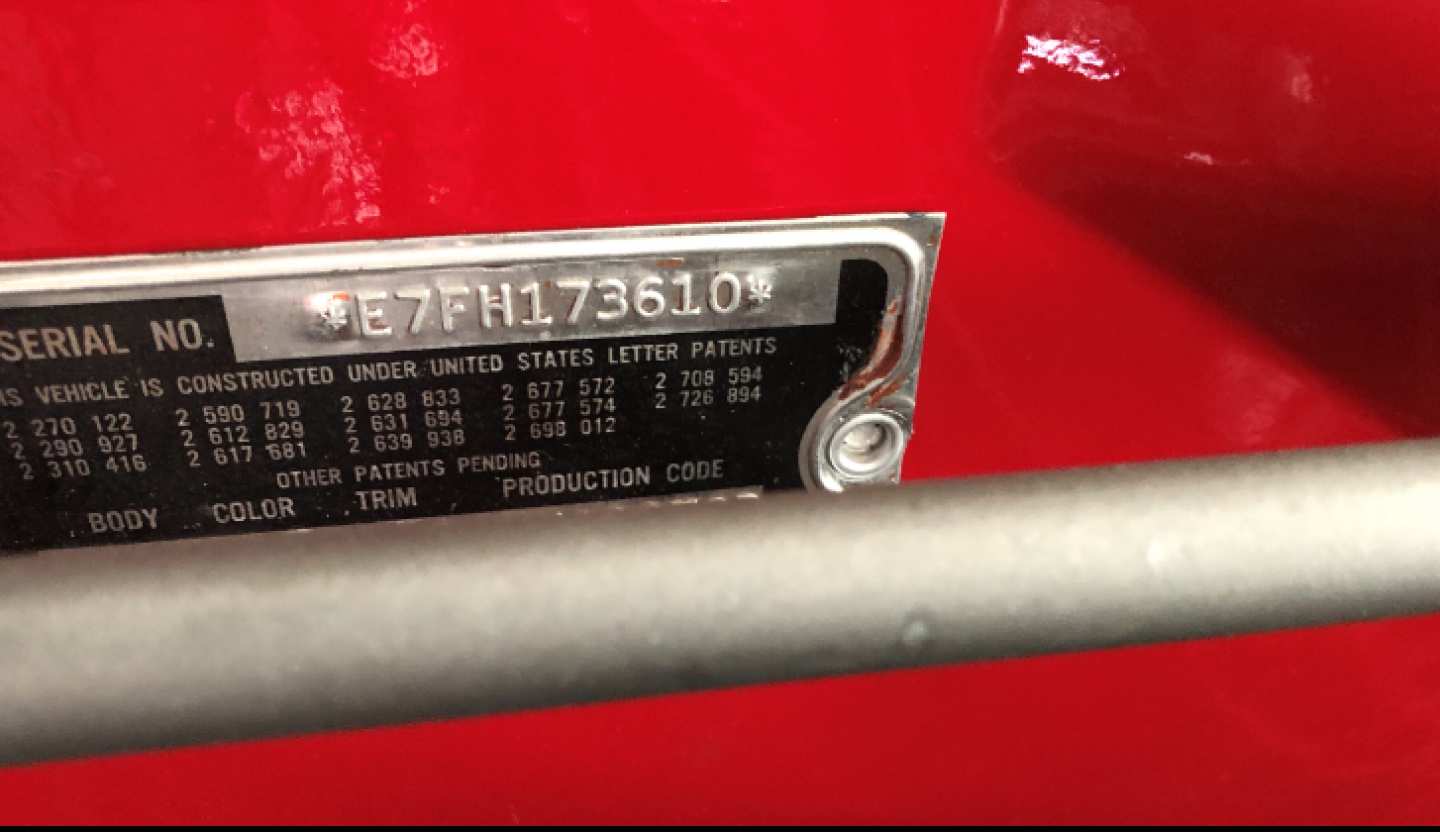 SERIAL NO. *E7FH173610*
VEHICLE IS CONSTRUCTED UNDER UNITED STATES LETTER PATENTS
2 270 122 2 590 719 2 628 833 2 677 572 2 708 594
2 290 927 2 612 829 2 631 694 2 677 574 2 726 894
2 310 416 2 617 681 2 639 938 2 698 012
OTHER PATENTS PENDING
BODY COLOR TRIM PRODUCTION CODE